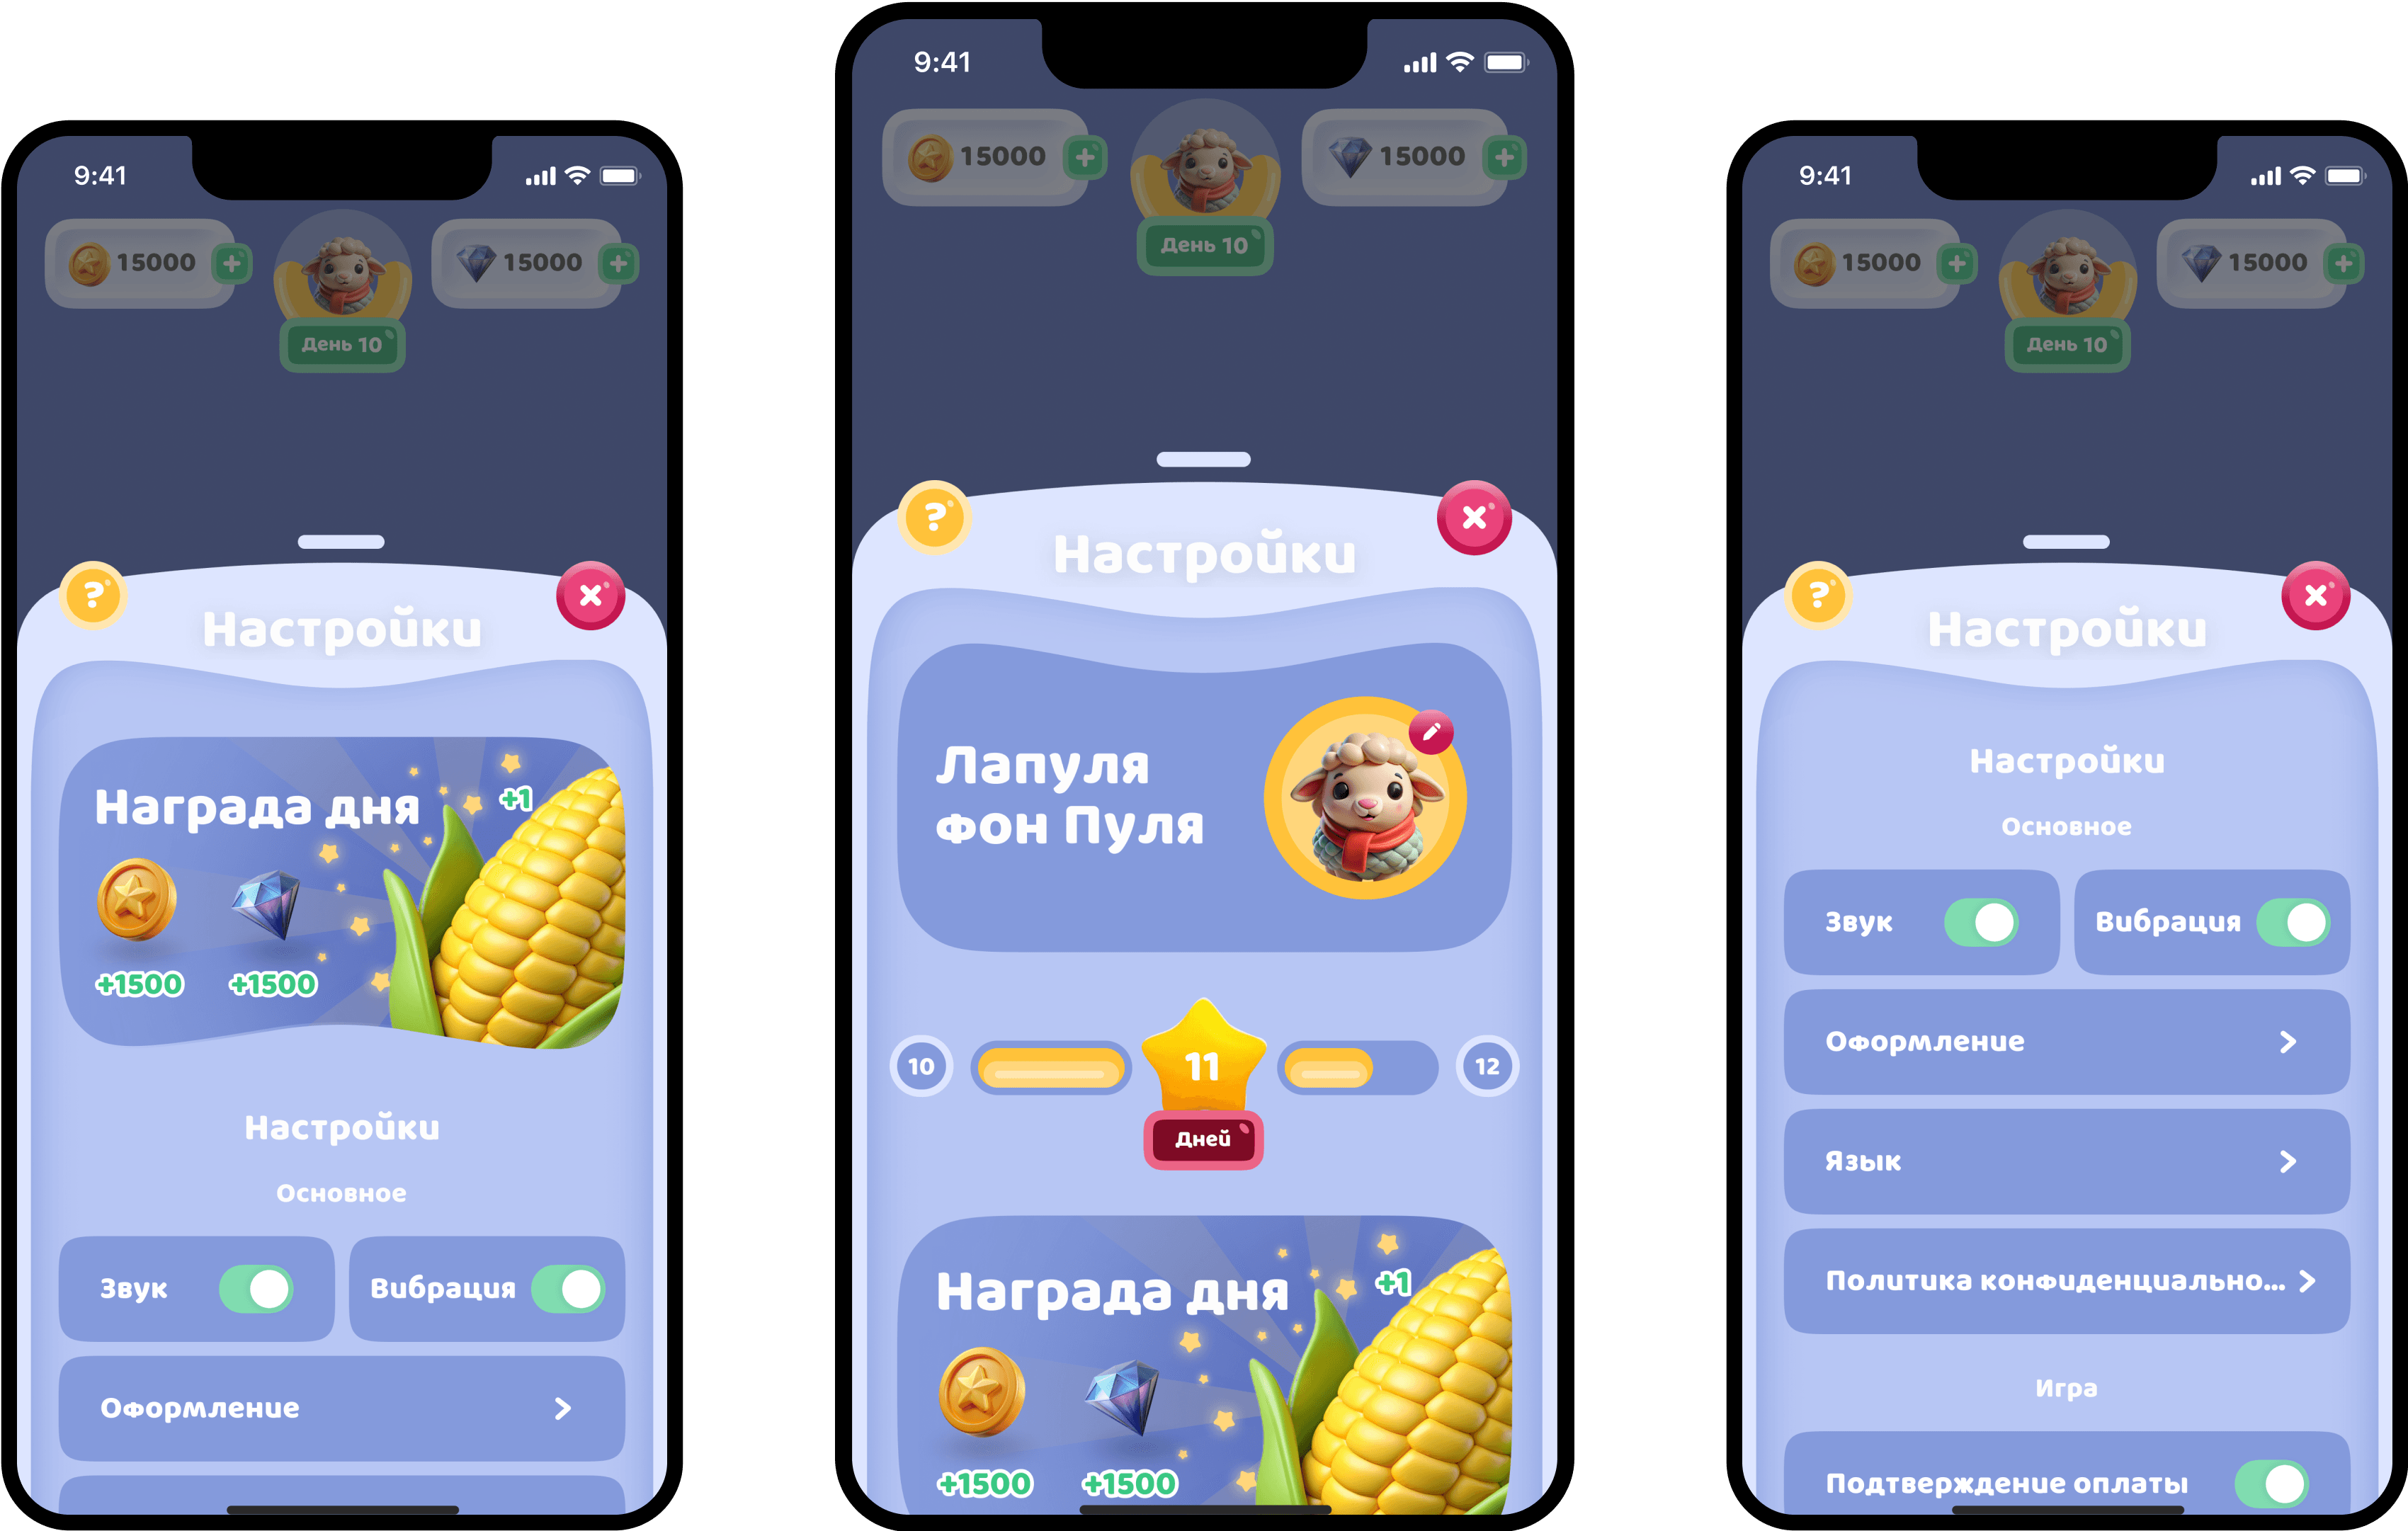 9:41
15000
15000
День 10
?
Настройки
Награда дня
+1
+1500
+1500
Настройки
Основное
Звук
Вибрация
Оформление
9:41
15000
15000
День 10
?
Настройки
Лапуля
фон Пуля
10
11
12
Дней
Награда дня
+1
+1500
+1500
9:41
15000
15000
День 10
?
Настройки
Настройки
Основное
Звук
Вибрация
Оформление
Язык
Политика конфиденциально...
Игра
Подтверждение оплаты